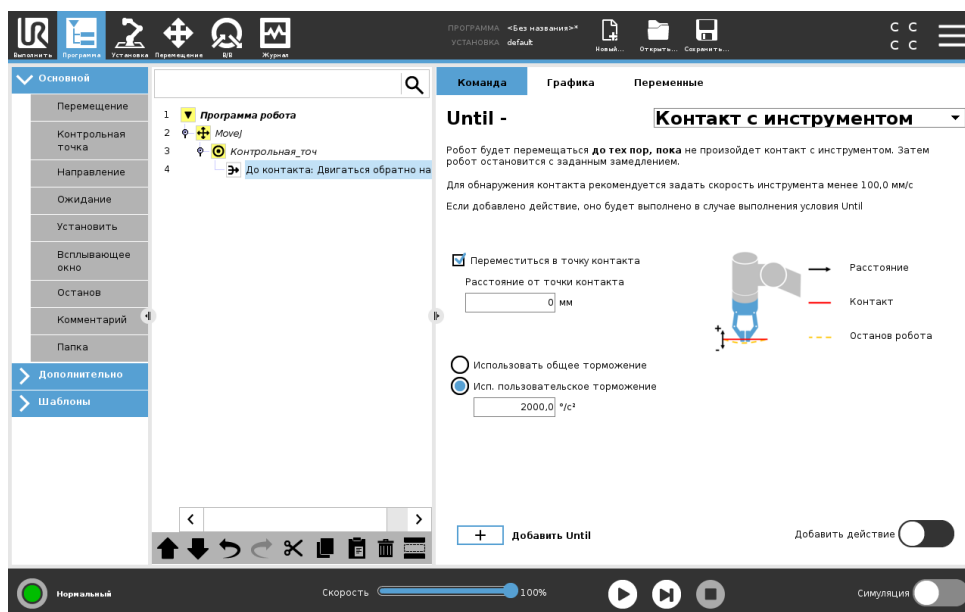 ПРОГРАММА <Без названия>*
УСТАНОВКА default
UR
Выполнить
Программа
Установка
Перемещение
В/В
Журнал
Новый...
Открыть...
Сохранить...
C C
C C
Основной
Перемещение
Контрольная
точка
Направление
Ожидание
Установить
Всплывающее
окно
Останов
Комментарий
Папка
Дополнительно
Шаблоны
1 Программа робота
2 MoveJ
3 Контрольная_точ
4 До контакта: Двигаться обратно на
Команда Графика Переменные
Until - Контакт с инструментом
Робот будет перемещаться до тех пор, пока не произойдет контакт с инструментом. Затем
робот остановится с заданным замедлением.
Для обнаружения контакта рекомендуется задать скорость инструмента менее 100,0 мм/с
Если добавлено действие, оно будет выполнено в случае выполнения условия Until
Переместиться в точку контакта
Расстояние от точки контакта
0 мм
Использовать общее торможение
Исп. пользовательское торможение
2000,0 °/c²
+
-
Расстояние
Контакт
Останов робота
+ Добавить Until
Добавить действие
Нормальный
Скорость 100%
Симуляция